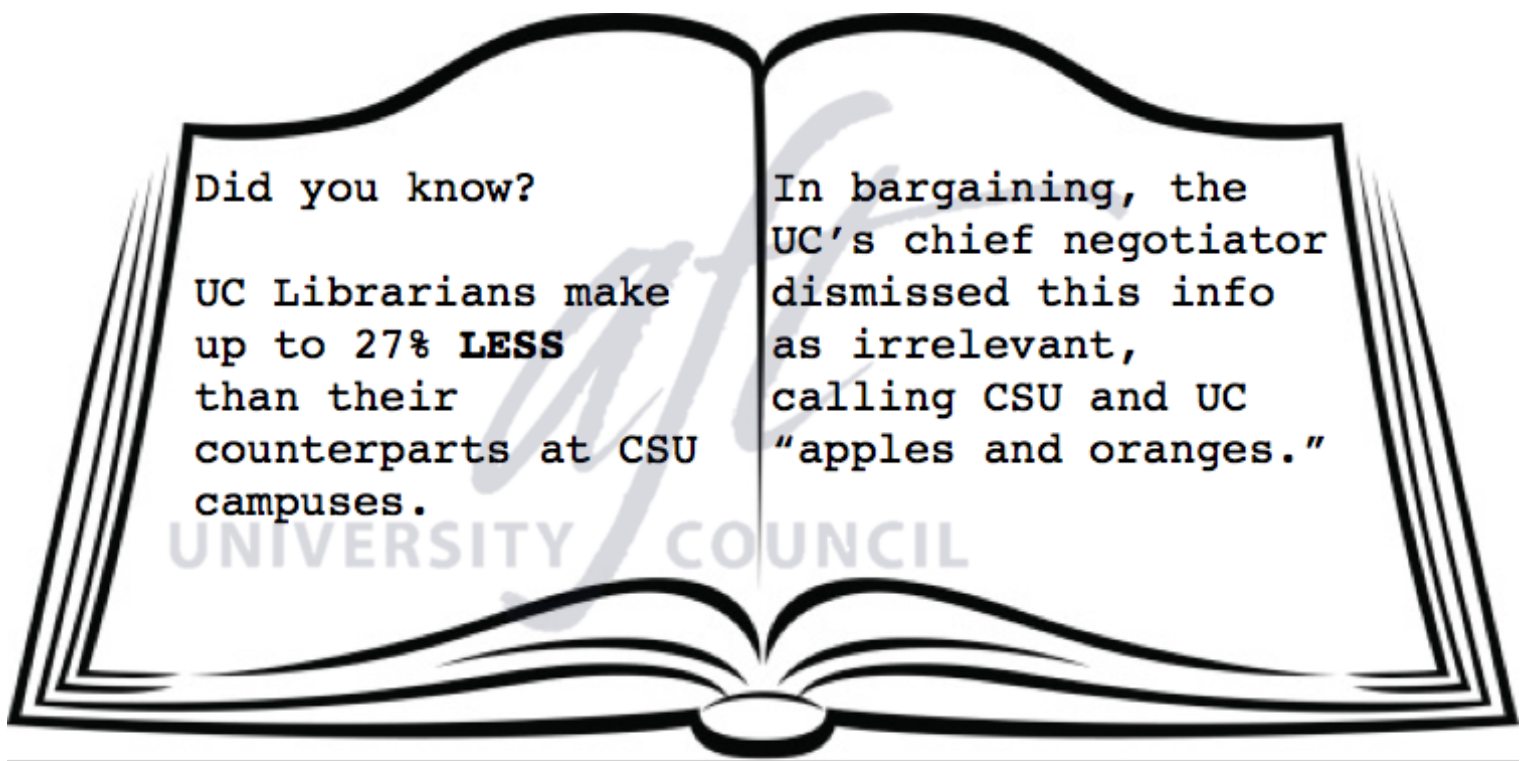 Did you know?
UC Librarians make
up to 27% LESS
than their
counterparts at CSU
campuses.
In bargaining, the
UC’s chief negotiator
dismissed this info
as irrelevant,
calling CSU and UC
“apples and oranges.”
aft
UNIVERSITY COUNCIL